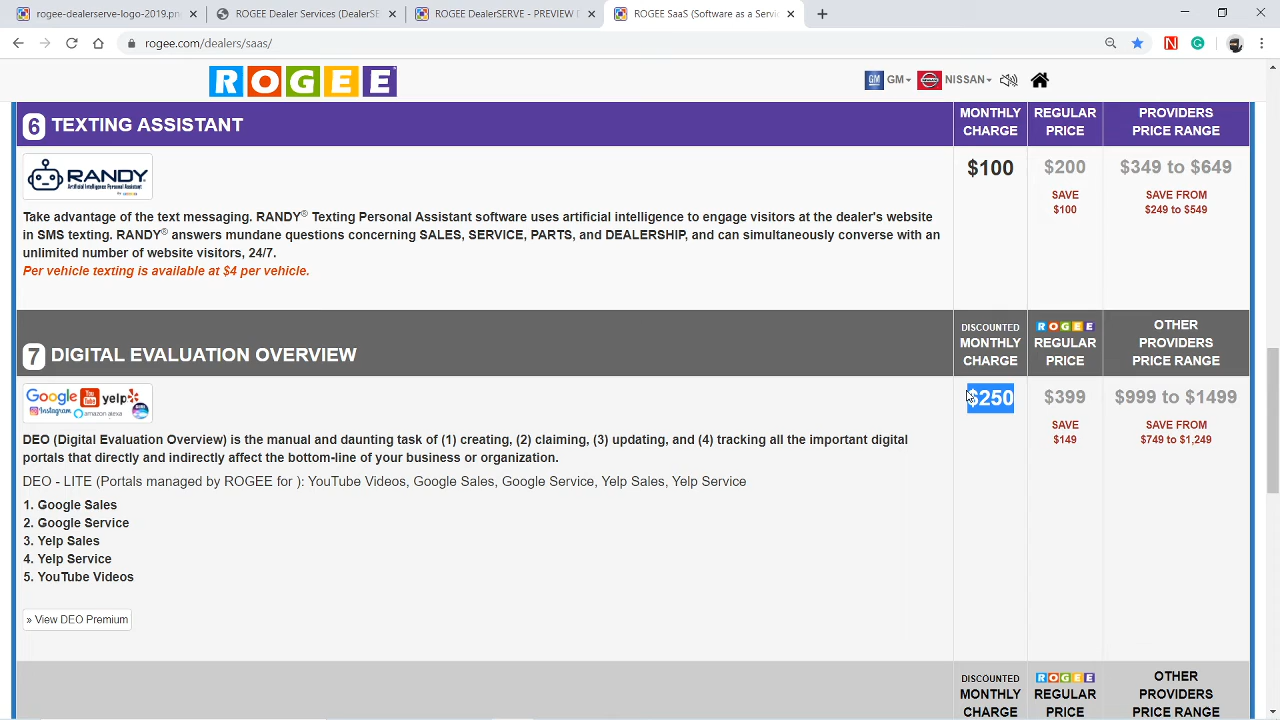 rogee-dealerserve-logo-2019.pn
ROGEE Dealer Services (DealerSE
ROGEE DealerSERVE - PREVIEW D
ROGEE SaaS (Software as a Servic
rogee.com/dealers/saas/
ROGEE
GM
NISSAN
6 TEXTING ASSISTANT
MONTHLY
CHARGE
REGULAR
PRICE
PROVIDERS
PRICE RANGE
RANDY
Artificial Intelligence Personal Assistant
$100
$200
SAVE
$100
$349 to $649
SAVE FROM
$249 to $549
Take advantage of the text messaging. RANDY® Texting Personal Assistant software uses artificial intelligence to engage visitors at the dealer's website
in SMS texting. RANDY® answers mundane questions concerning SALES, SERVICE, PARTS, and DEALERSHIP, and can simultaneously converse with an
unlimited number of website visitors, 24/7.
Per vehicle texting is available at $4 per vehicle.
7 DIGITAL EVALUATION OVERVIEW
DISCOUNTED
MONTHLY
CHARGE
ROGEE
REGULAR
PRICE
OTHER
PROVIDERS
PRICE RANGE
Google YouTube yelp
Instagram amazon alexa
$250
$399
SAVE
$149
$999 to $1499
SAVE FROM
$749 to $1,249
DEO (Digital Evaluation Overview) is the manual and daunting task of (1) creating, (2) claiming, (3) updating, and (4) tracking all the important digital
portals that directly and indirectly affect the bottom-line of your business or organization.
DEO - LITE (Portals managed by ROGEE for ): YouTube Videos, Google Sales, Google Service, Yelp Sales, Yelp Service
1. Google Sales
2. Google Service
3. Yelp Sales
4. Yelp Service
5. YouTube Videos
» View DEO Premium
DISCOUNTED
MONTHLY
CHARGE
ROGEE
REGULAR
PRICE
OTHER
PROVIDERS
PRICE RANGE